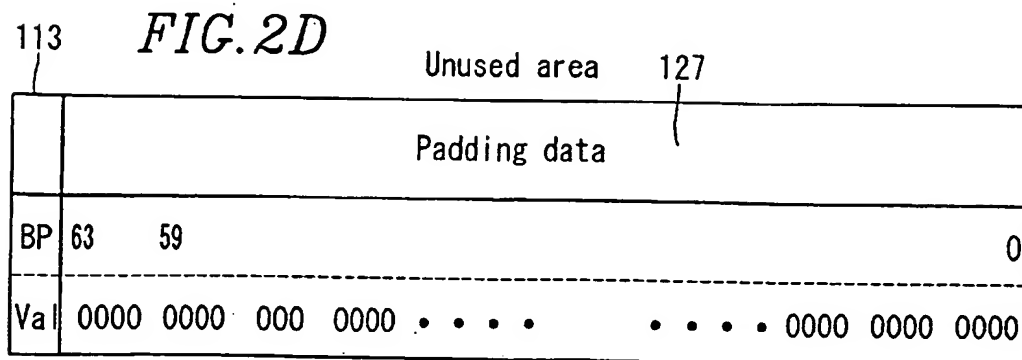 113 FIG.2D
Unused area 127
Padding data
BP 63 59 0
Val 0000 0000 000 0000 • • • • • • • • 0000 0000 0000